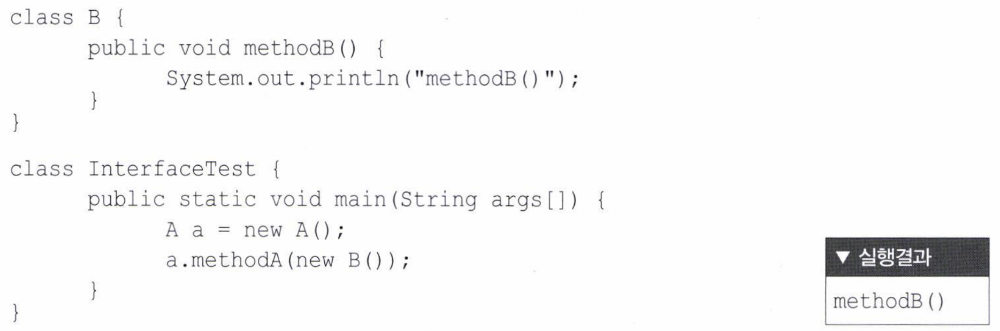 class B {
public void methodB() {
System.out.println("methodB()");
}
}
class InterfaceTest {
public static void main(String args[]) {
A a = new A();
a.methodA(new B());
}
}
▼ 실행결과
methodB()